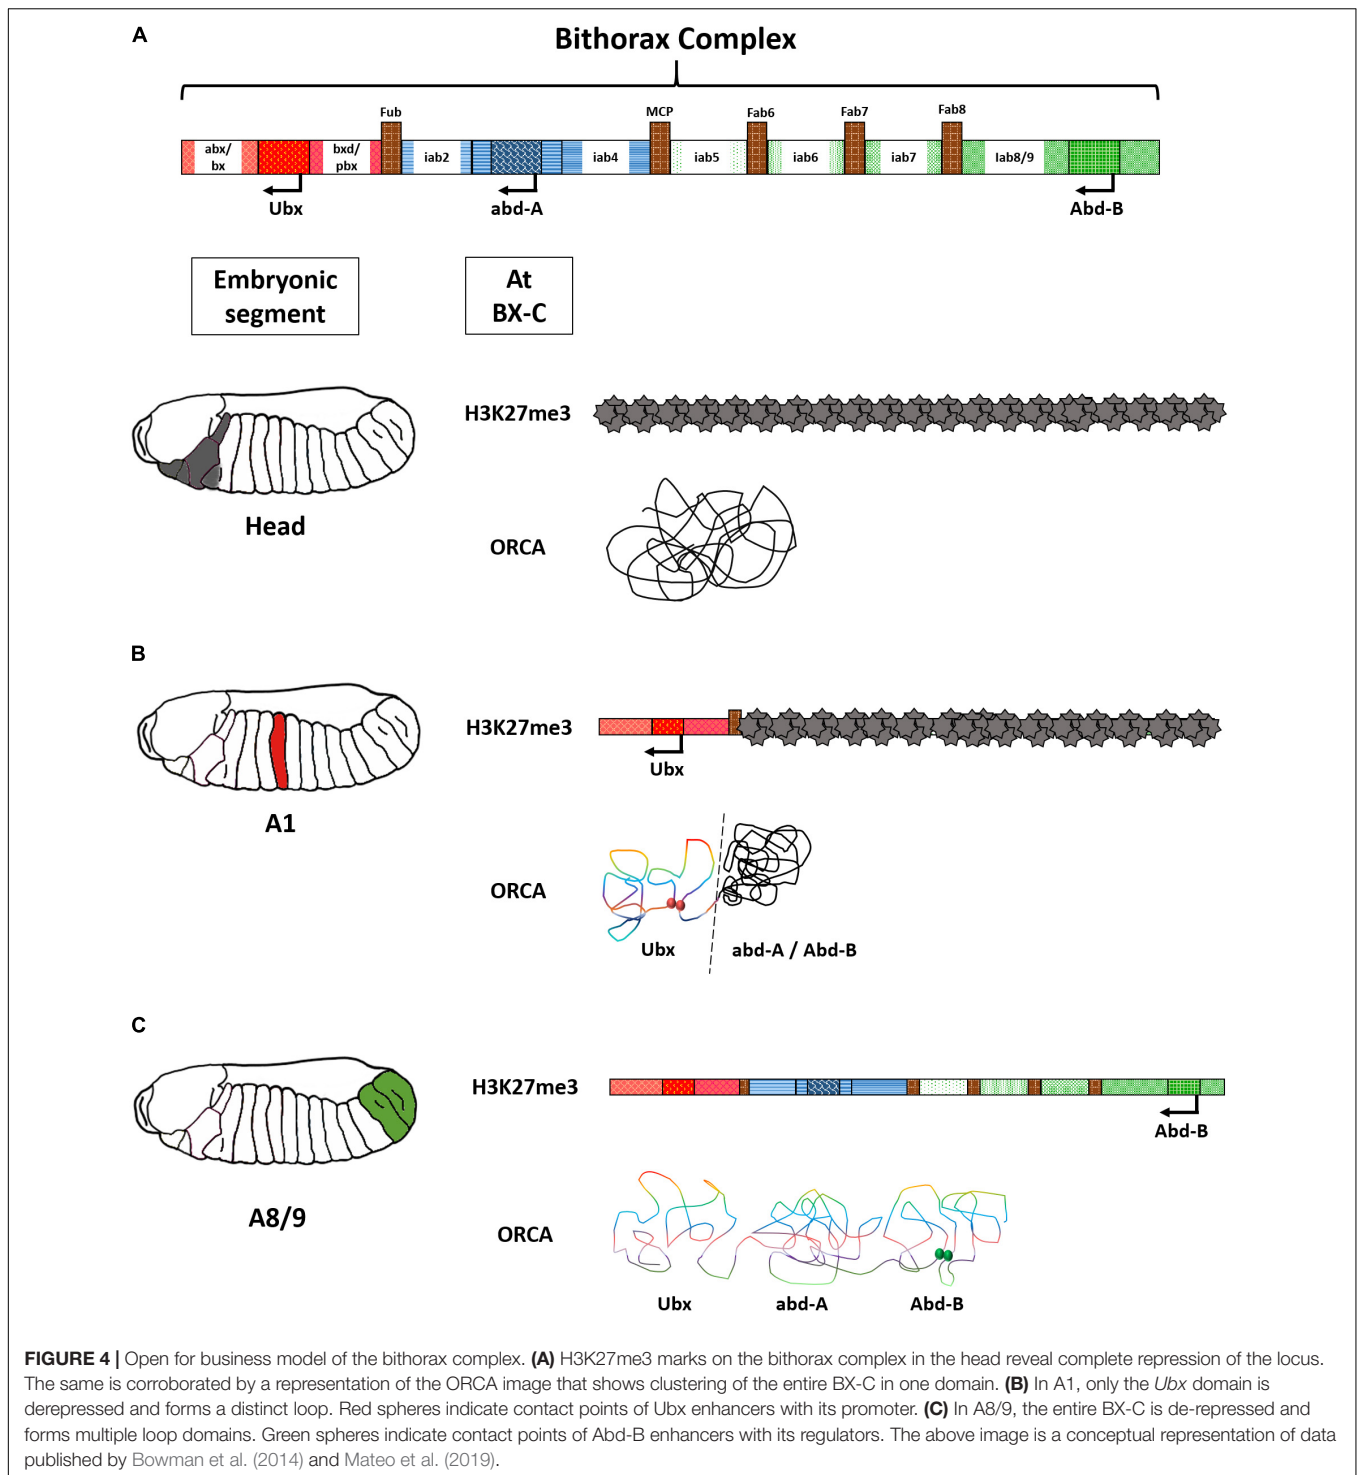 A
Bithorax Complex
Fub MCP Fab6 Fab7 Fab8
abx/
bx
bxd/
pbx
iab2
iab4
iab5
iab6
iab7
Iab8/9
Ubx
abd-A
Abd-B
Embryonic
segment
At
BX-C
H3K27me3
Head
ORCA
B
H3K27me3
Ubx
A1
ORCA
Ubx
abd-A / Abd-B
C
H3K27me3
Abd-B
A8/9
ORCA
Ubx
abd-A
Abd-B
FIGURE 4 | Open for business model of the bithorax complex. (A) H3K27me3 marks on the bithorax complex in the head reveal complete repression of the locus.
The same is corroborated by a representation of the ORCA image that shows clustering of the entire BX-C in one domain. (B) In A1, only the Ubx domain is
derepressed and forms a distinct loop. Red spheres indicate contact points of Ubx enhancers with its promoter. (C) In A8/9, the entire BX-C is de-repressed and
forms multiple loop domains. Green spheres indicate contact points of Abd-B enhancers with its regulators. The above image is a conceptual representation of data
published by Bowman et al. (2014) and Mateo et al. (2019).